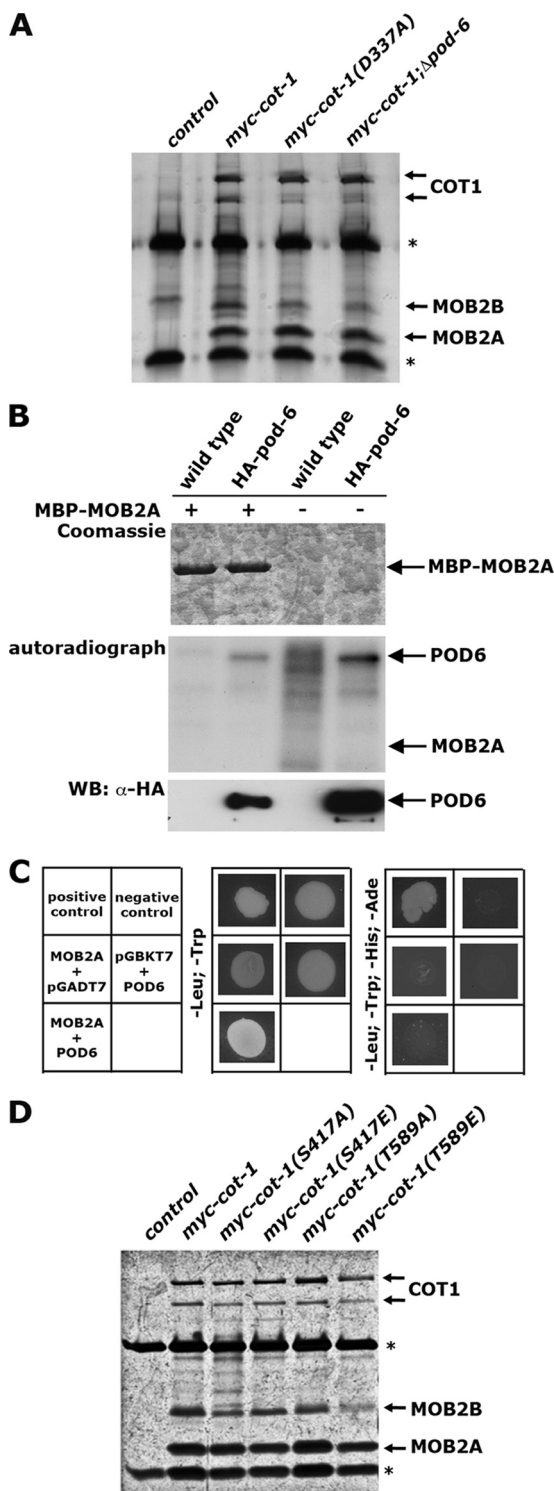 A
control
myc-cot-1
myc-cot-1(D337A)
myc-cot-1;Δpod-6
COT1
*
MOB2B
MOB2A
*
B
wild type
HA-pod-6
wild type
HA-pod-6
MBP-MOB2A + + - -
Coomassie
MBP-MOB2A
autoradiograph
POD6
MOB2A
WB: α-HA
POD6
C
positive control
negative control
MOB2A + pGADT7
pGBKT7 + POD6
MOB2A + POD6
-Leu; -Trp
-Leu; -Trp; -His; -Ade
D
control
myc-cot-1
myc-cot-1(S417A)
myc-cot-1(S417E)
myc-cot-1(T589A)
myc-cot-1(T589E)
COT1
*
MOB2B
MOB2A
*